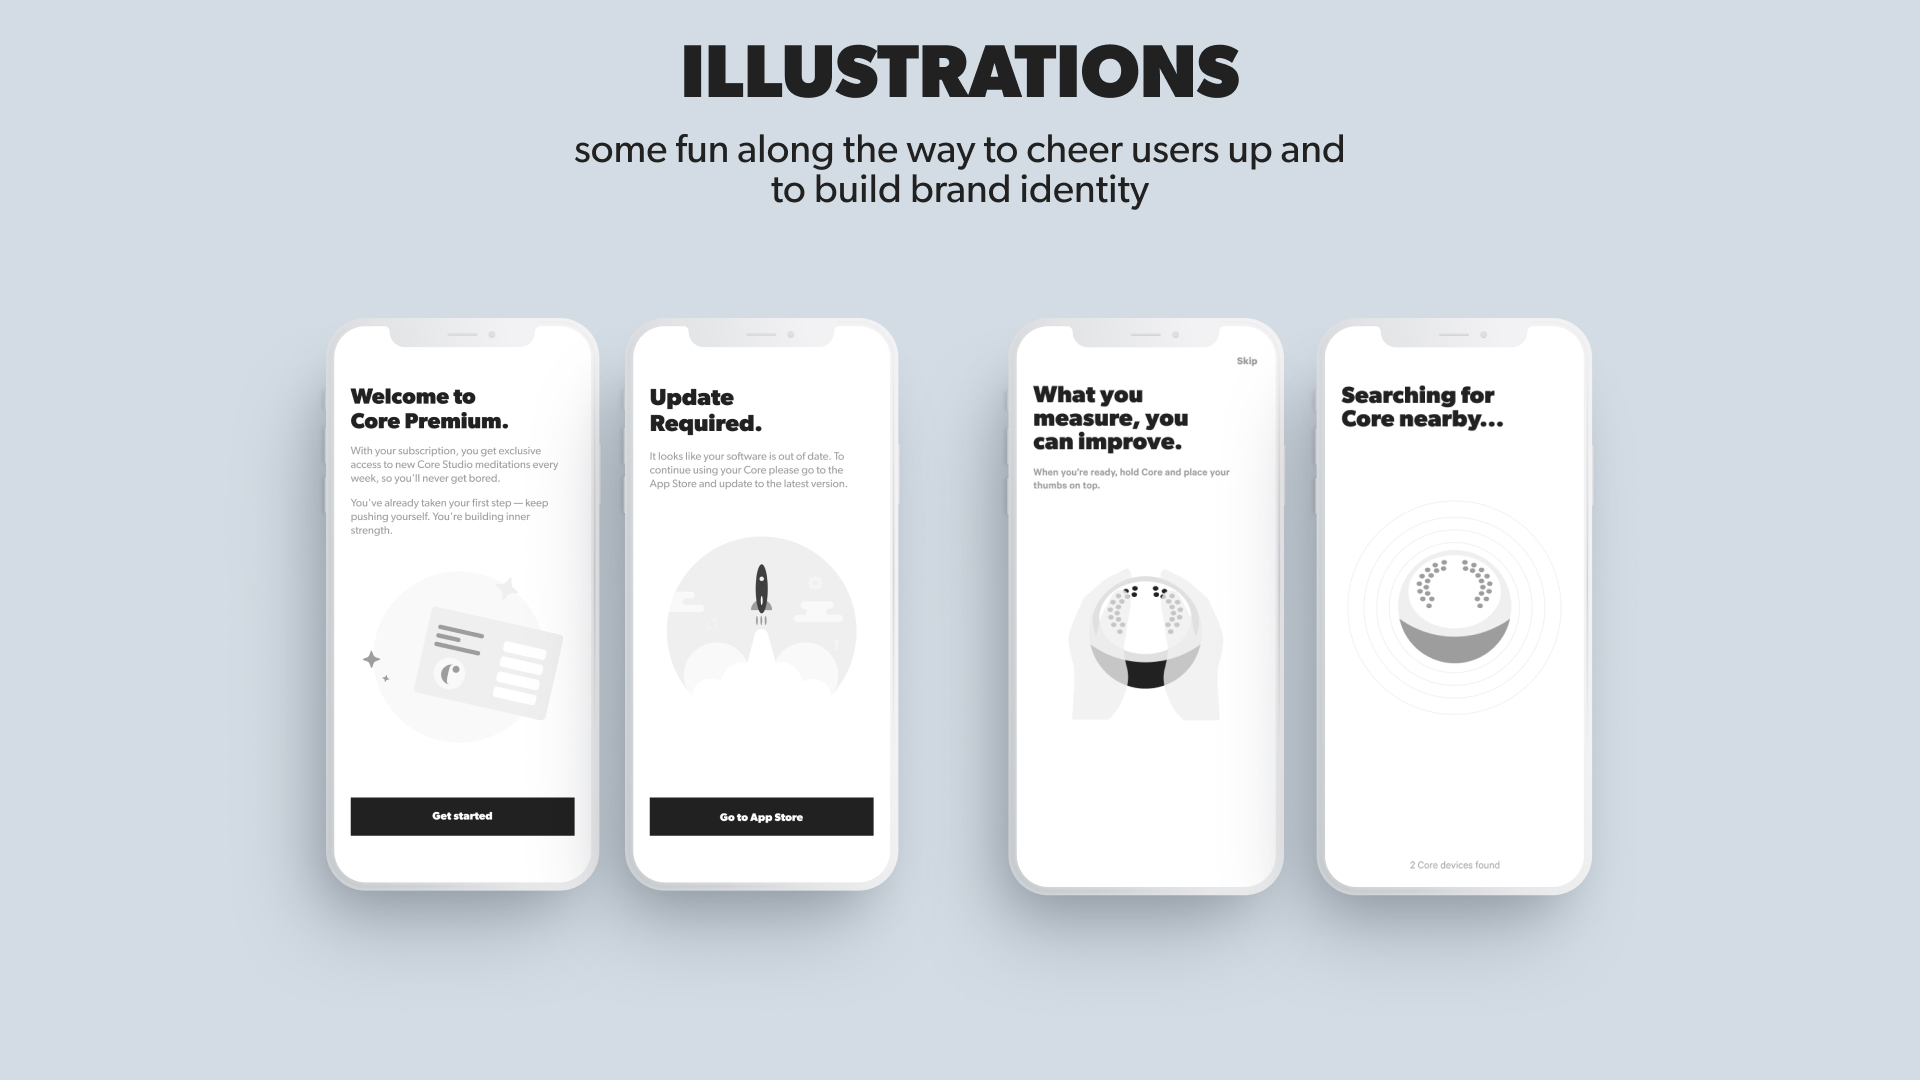 ILLUSTRATIONS
some fun along the way to cheer users up and
to build brand identity
Welcome to
Core Premium.
With your subscription, you get exclusive
access to new Core Studio meditations every
week, so you'll never get bored.
You've already taken your first step — keep
pushing yourself. You're building inner
strength.
Get started
Update
Required.
It looks like your software is out of date. To
continue using your Core please go to the
App Store and update to the latest version.
Go to App Store
Skip
What you
measure, you
can improve.
When you're ready, hold Core and place your
thumbs on top.
Searching for
Core nearby...
2 Core devices found